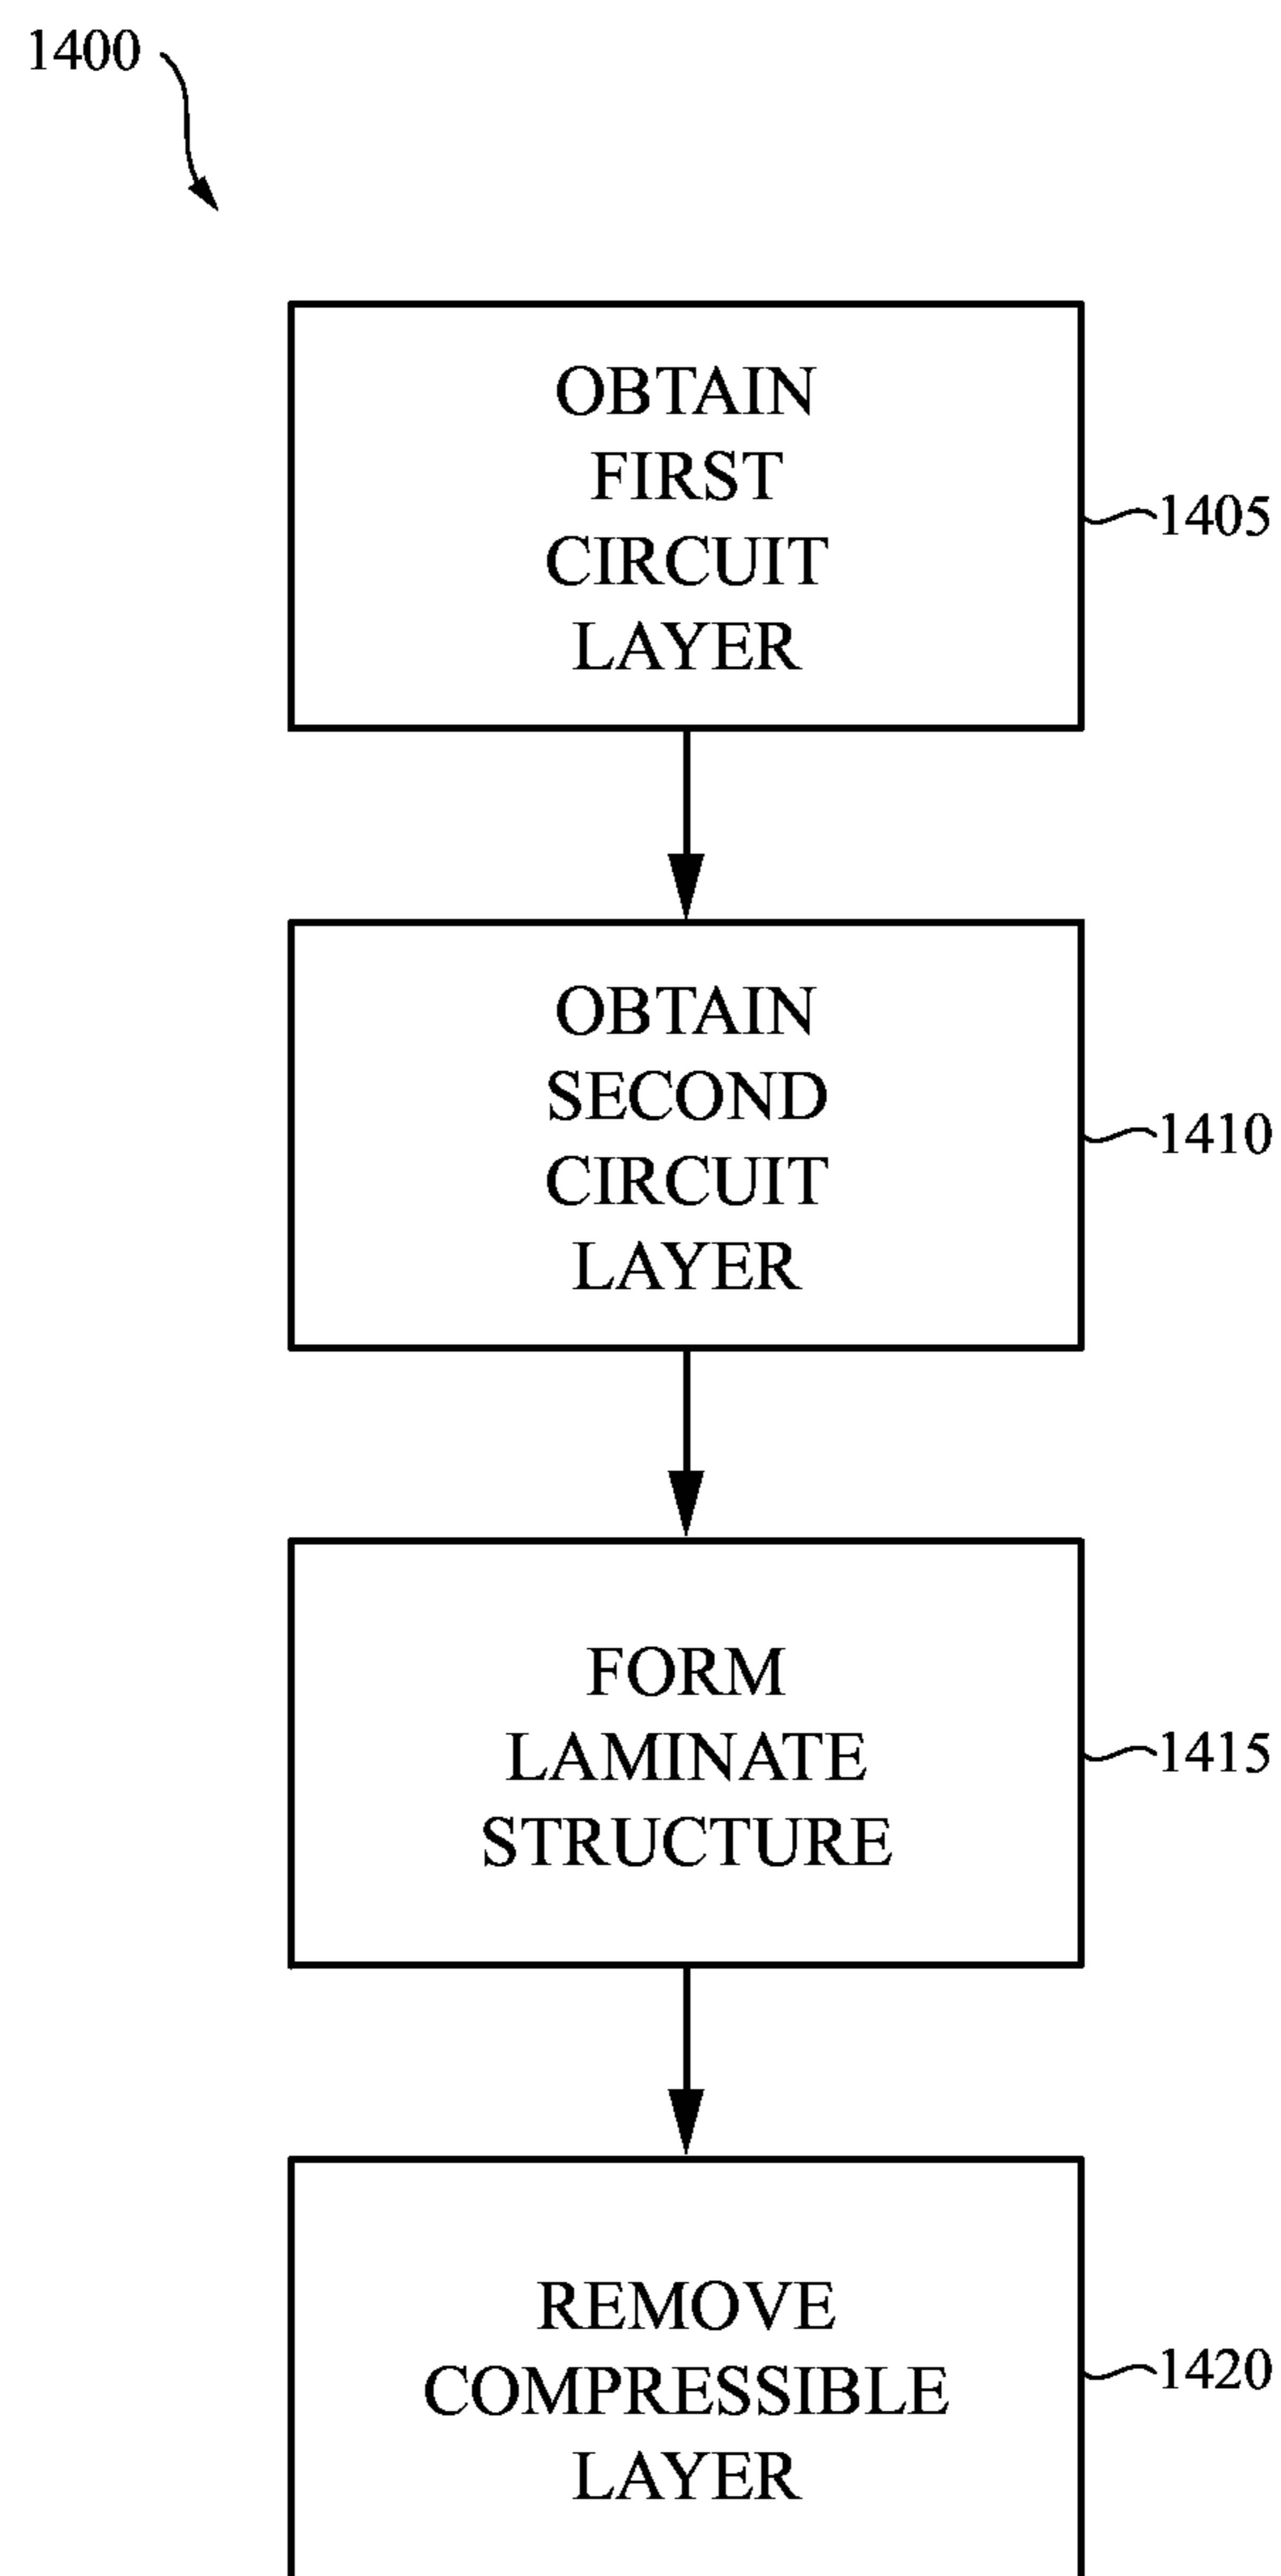 1400
OBTAIN
FIRST
CIRCUIT
LAYER
1405
OBTAIN
SECOND
CIRCUIT
LAYER
1410
FORM
LAMINATE
STRUCTURE
1415
REMOVE
COMPRESSIBLE
LAYER
1420